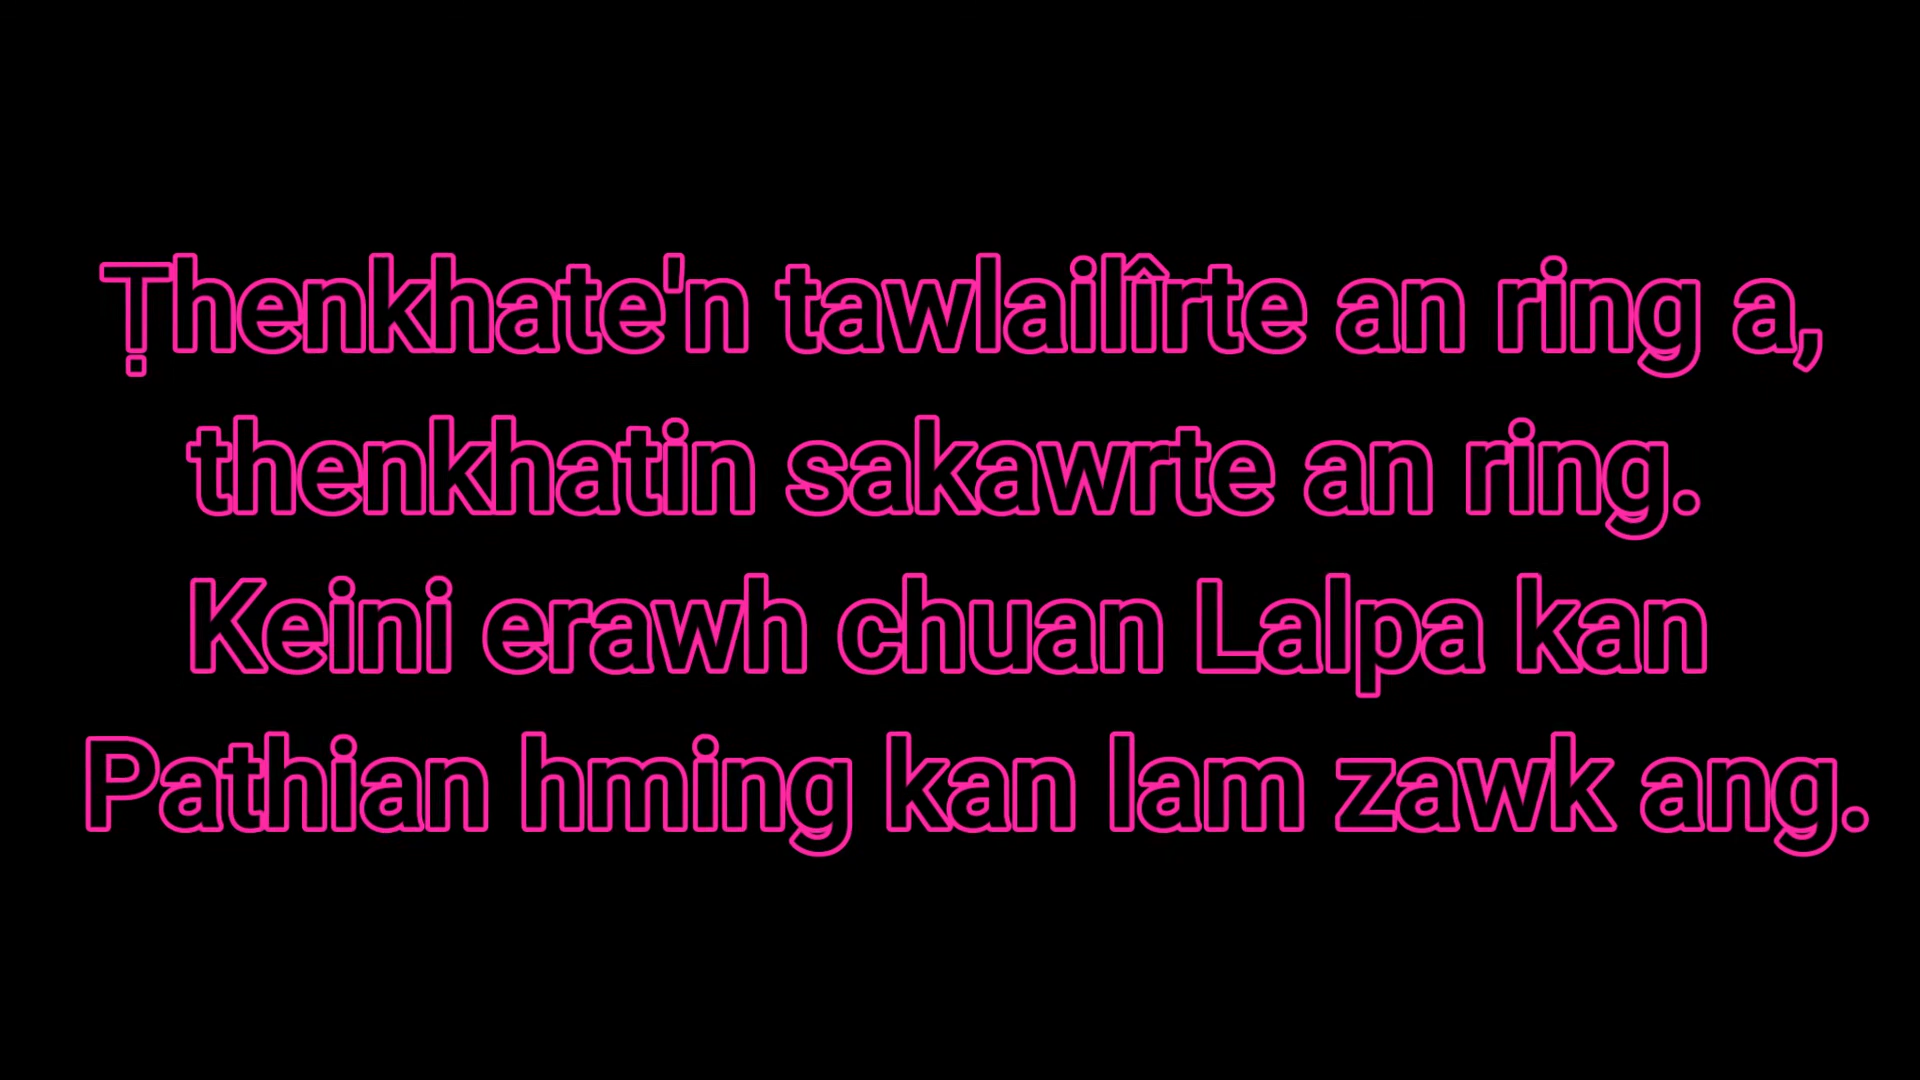 Ṭhenkhate'n tawlailîrte an ring a,
thenkhatin sakawrte an ring.
Keini erawh chuan Lalpa kan
Pathian hming kan lam zawk ang.